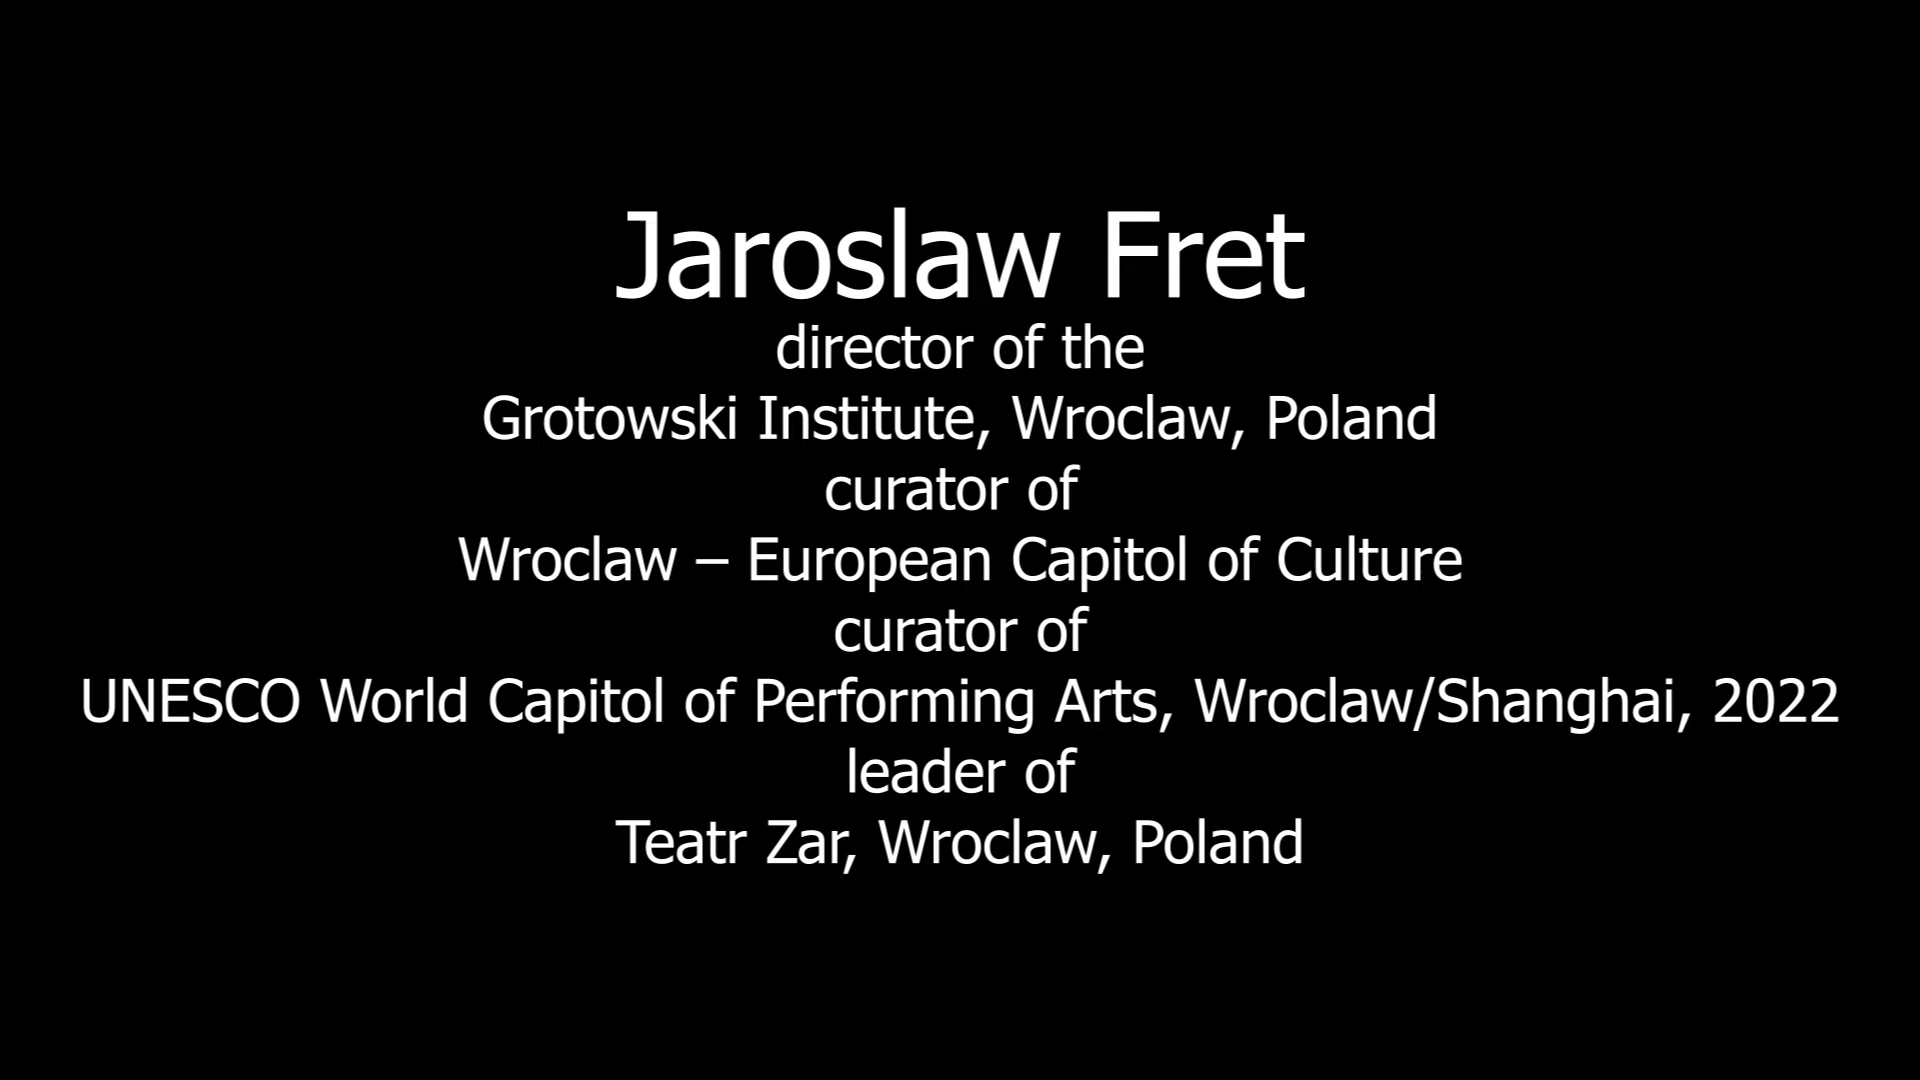 Jaroslaw Fret
director of the
Grotowski Institute, Wroclaw, Poland
curator of
Wroclaw – European Capitol of Culture
curator of
UNESCO World Capitol of Performing Arts, Wroclaw/Shanghai, 2022
leader of
Teatr Zar, Wroclaw, Poland